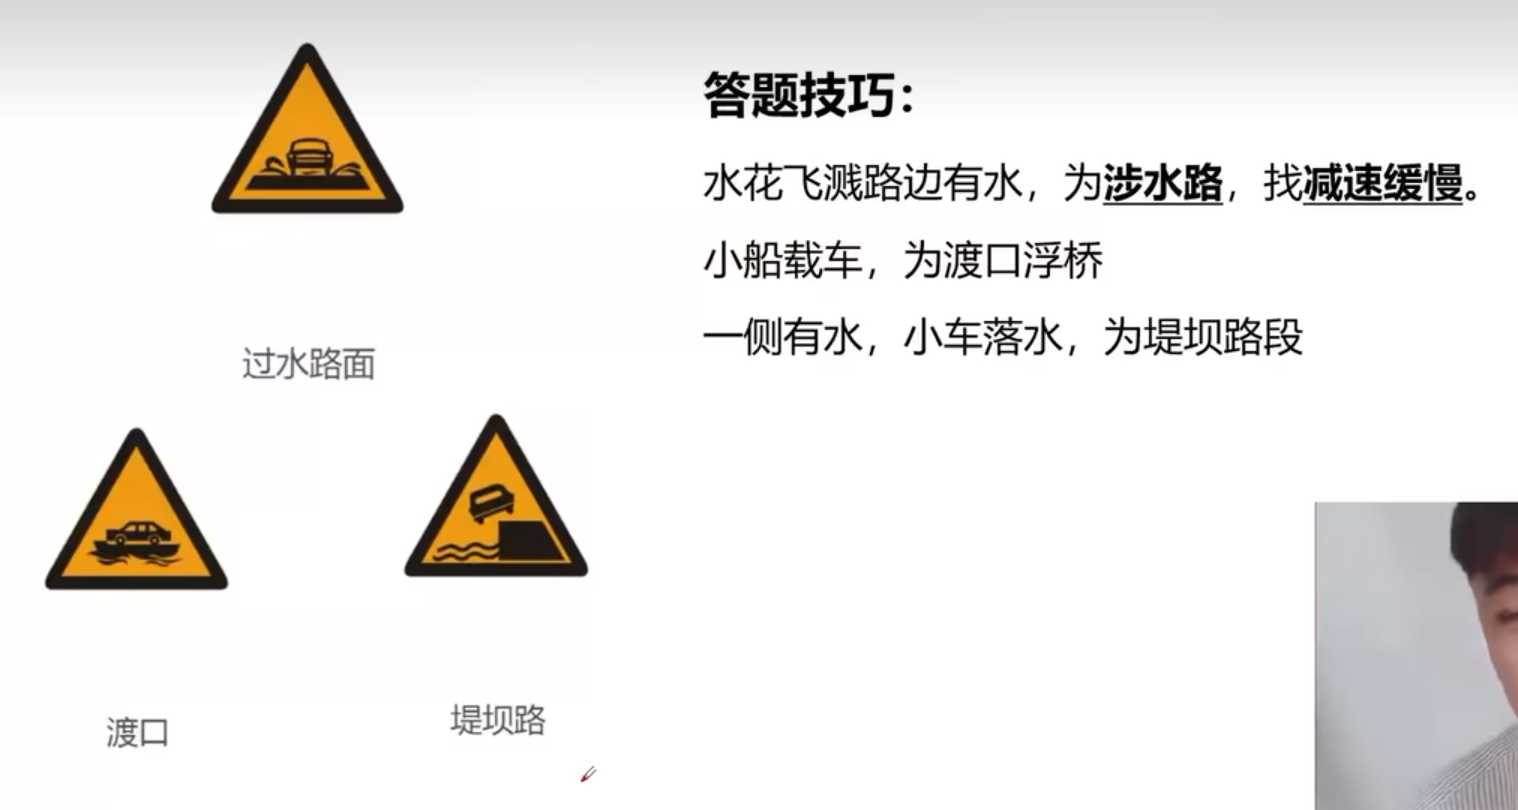 答题技巧：
水花飞溅路边有水，为涉水路，找减速缓慢。
小船载车，为渡口浮桥
一侧有水，小车落水，为堤坝路段
过水路面
渡口
堤坝路